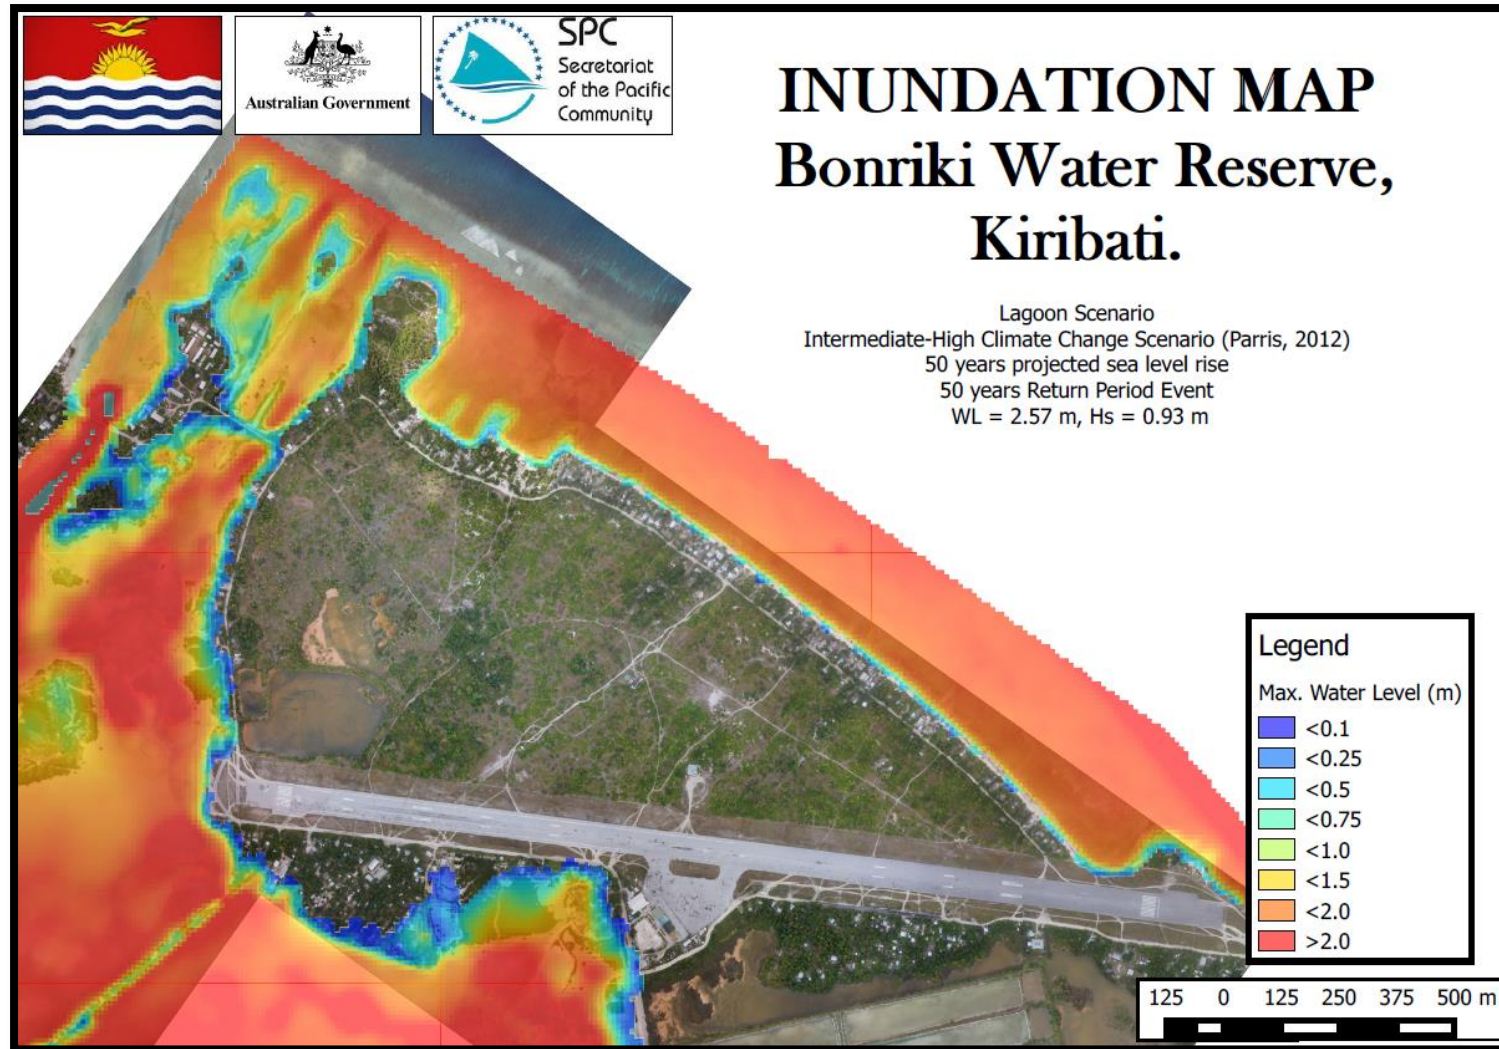 Australian Government
SPC
Secretariat
of the Pacific
Community
INUNDATION MAP
Bonriki Water Reserve,
Kiribati.
Lagoon Scenario
Intermediate-High Climate Change Scenario (Parris, 2012)
50 years projected sea level rise
50 years Return Period Event
WL = 2.57 m, Hs = 0.93 m
Legend
Max. Water Level (m)
<0.1
<0.25
<0.5
<0.75
<1.0
<1.5
<2.0
>2.0
125 0 125 250 375 500 m